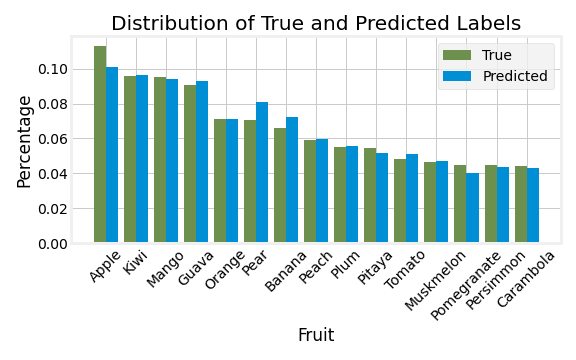 Distribution of True and Predicted Labels
True
Predicted
Percentage
0.10
0.08
0.06
0.04
0.02
0.00
Apple
Kiwi
Mango
Guava
Orange
Pear
Banana
Peach
Plum
Pitaya
Tomato
Muskmelon
Pomegranate
Persimmon
Carambola
Fruit